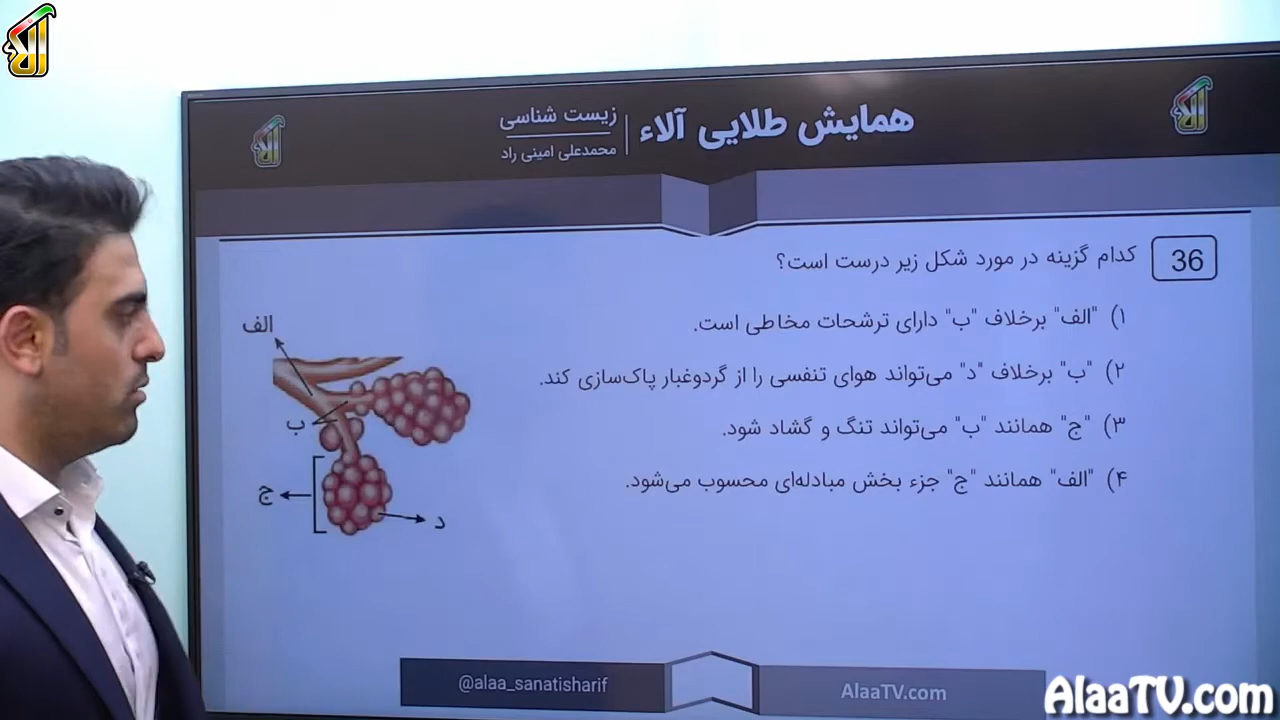 الاء
همایش طلایی آلاء
زیست شناسی
محمدعلی امینی راد
36
کدام گزینه در مورد شکل زیر درست است؟
۱) "الف" برخلاف "ب" دارای ترشحات مخاطی است.
۲) "ب" برخلاف "د" می‌تواند هوای تنفسی را از گردوغبار پاک‌سازی کند.
۳) "ج" همانند "ب" می‌تواند تنگ و گشاد شود.
۴) "الف" همانند "ج" جزء بخش مبادله‌ای محسوب می‌شود.
الف
ب
ج
د
@alaa_sanatisharif
AlaaTV.com
AlaaTV.com